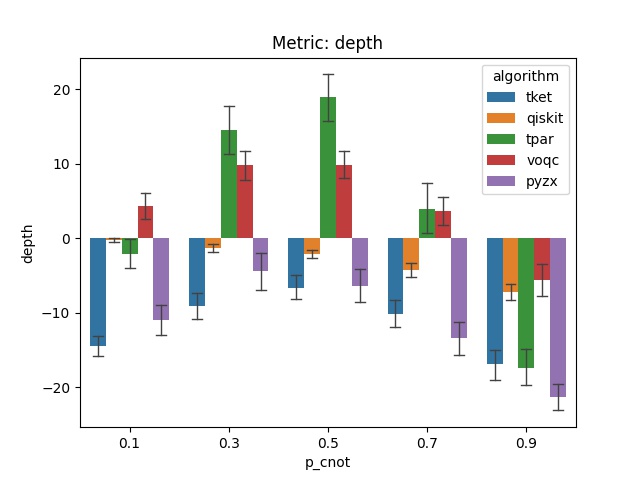 Metric: depth
algorithm
tket
qiskit
tpar
voqc
pyzx
depth
20
10
0
−10
−20
0.1 0.3 0.5 0.7 0.9
p_cnot